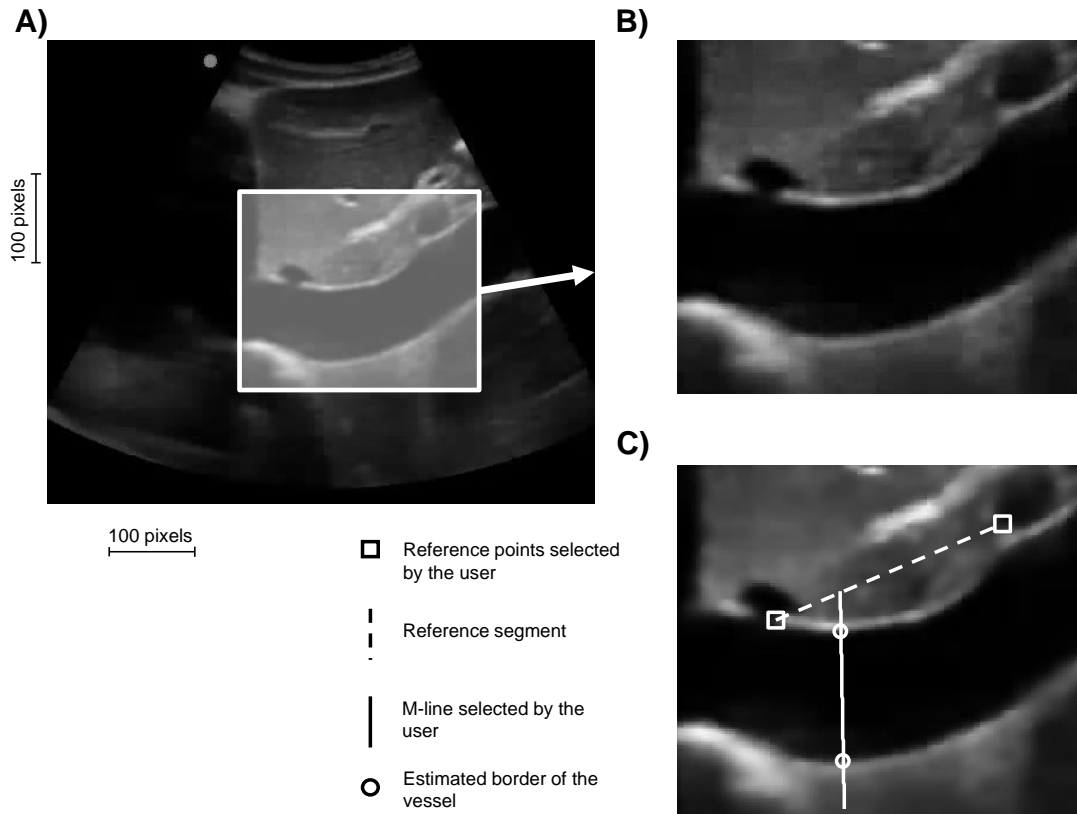 A)
B)
100 pixels
C)
100 pixels
Reference points selected
by the user
Reference segment
M-line selected by the
user
Estimated border of the
vessel